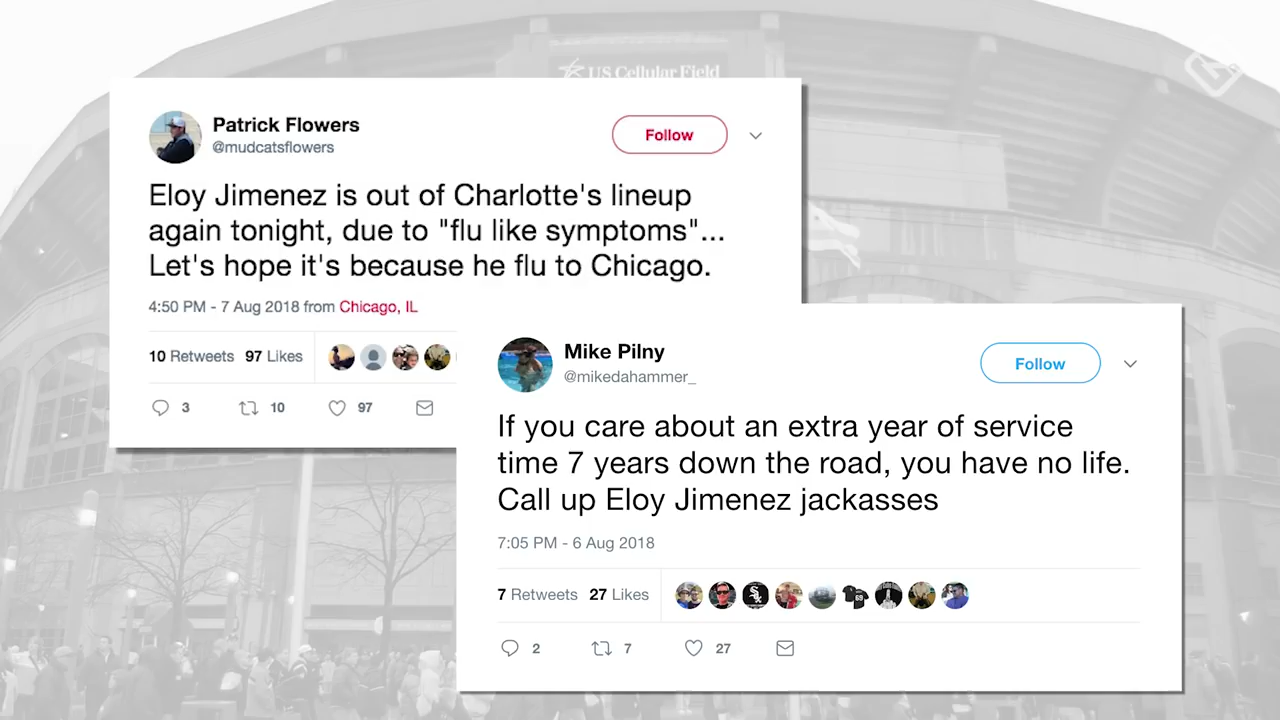 US Cellular Field
Patrick Flowers
@mudcatsflowers
Follow
Eloy Jimenez is out of Charlotte's lineup
again tonight, due to "flu like symptoms"...
Let's hope it's because he flu to Chicago.
4:50 PM - 7 Aug 2018 from Chicago, IL
10 Retweets 97 Likes
3 10 97
Mike Pilny
@mikedahammer_
Follow
If you care about an extra year of service
time 7 years down the road, you have no life.
Call up Eloy Jimenez jackasses
7:05 PM - 6 Aug 2018
7 Retweets 27 Likes
2 7 27